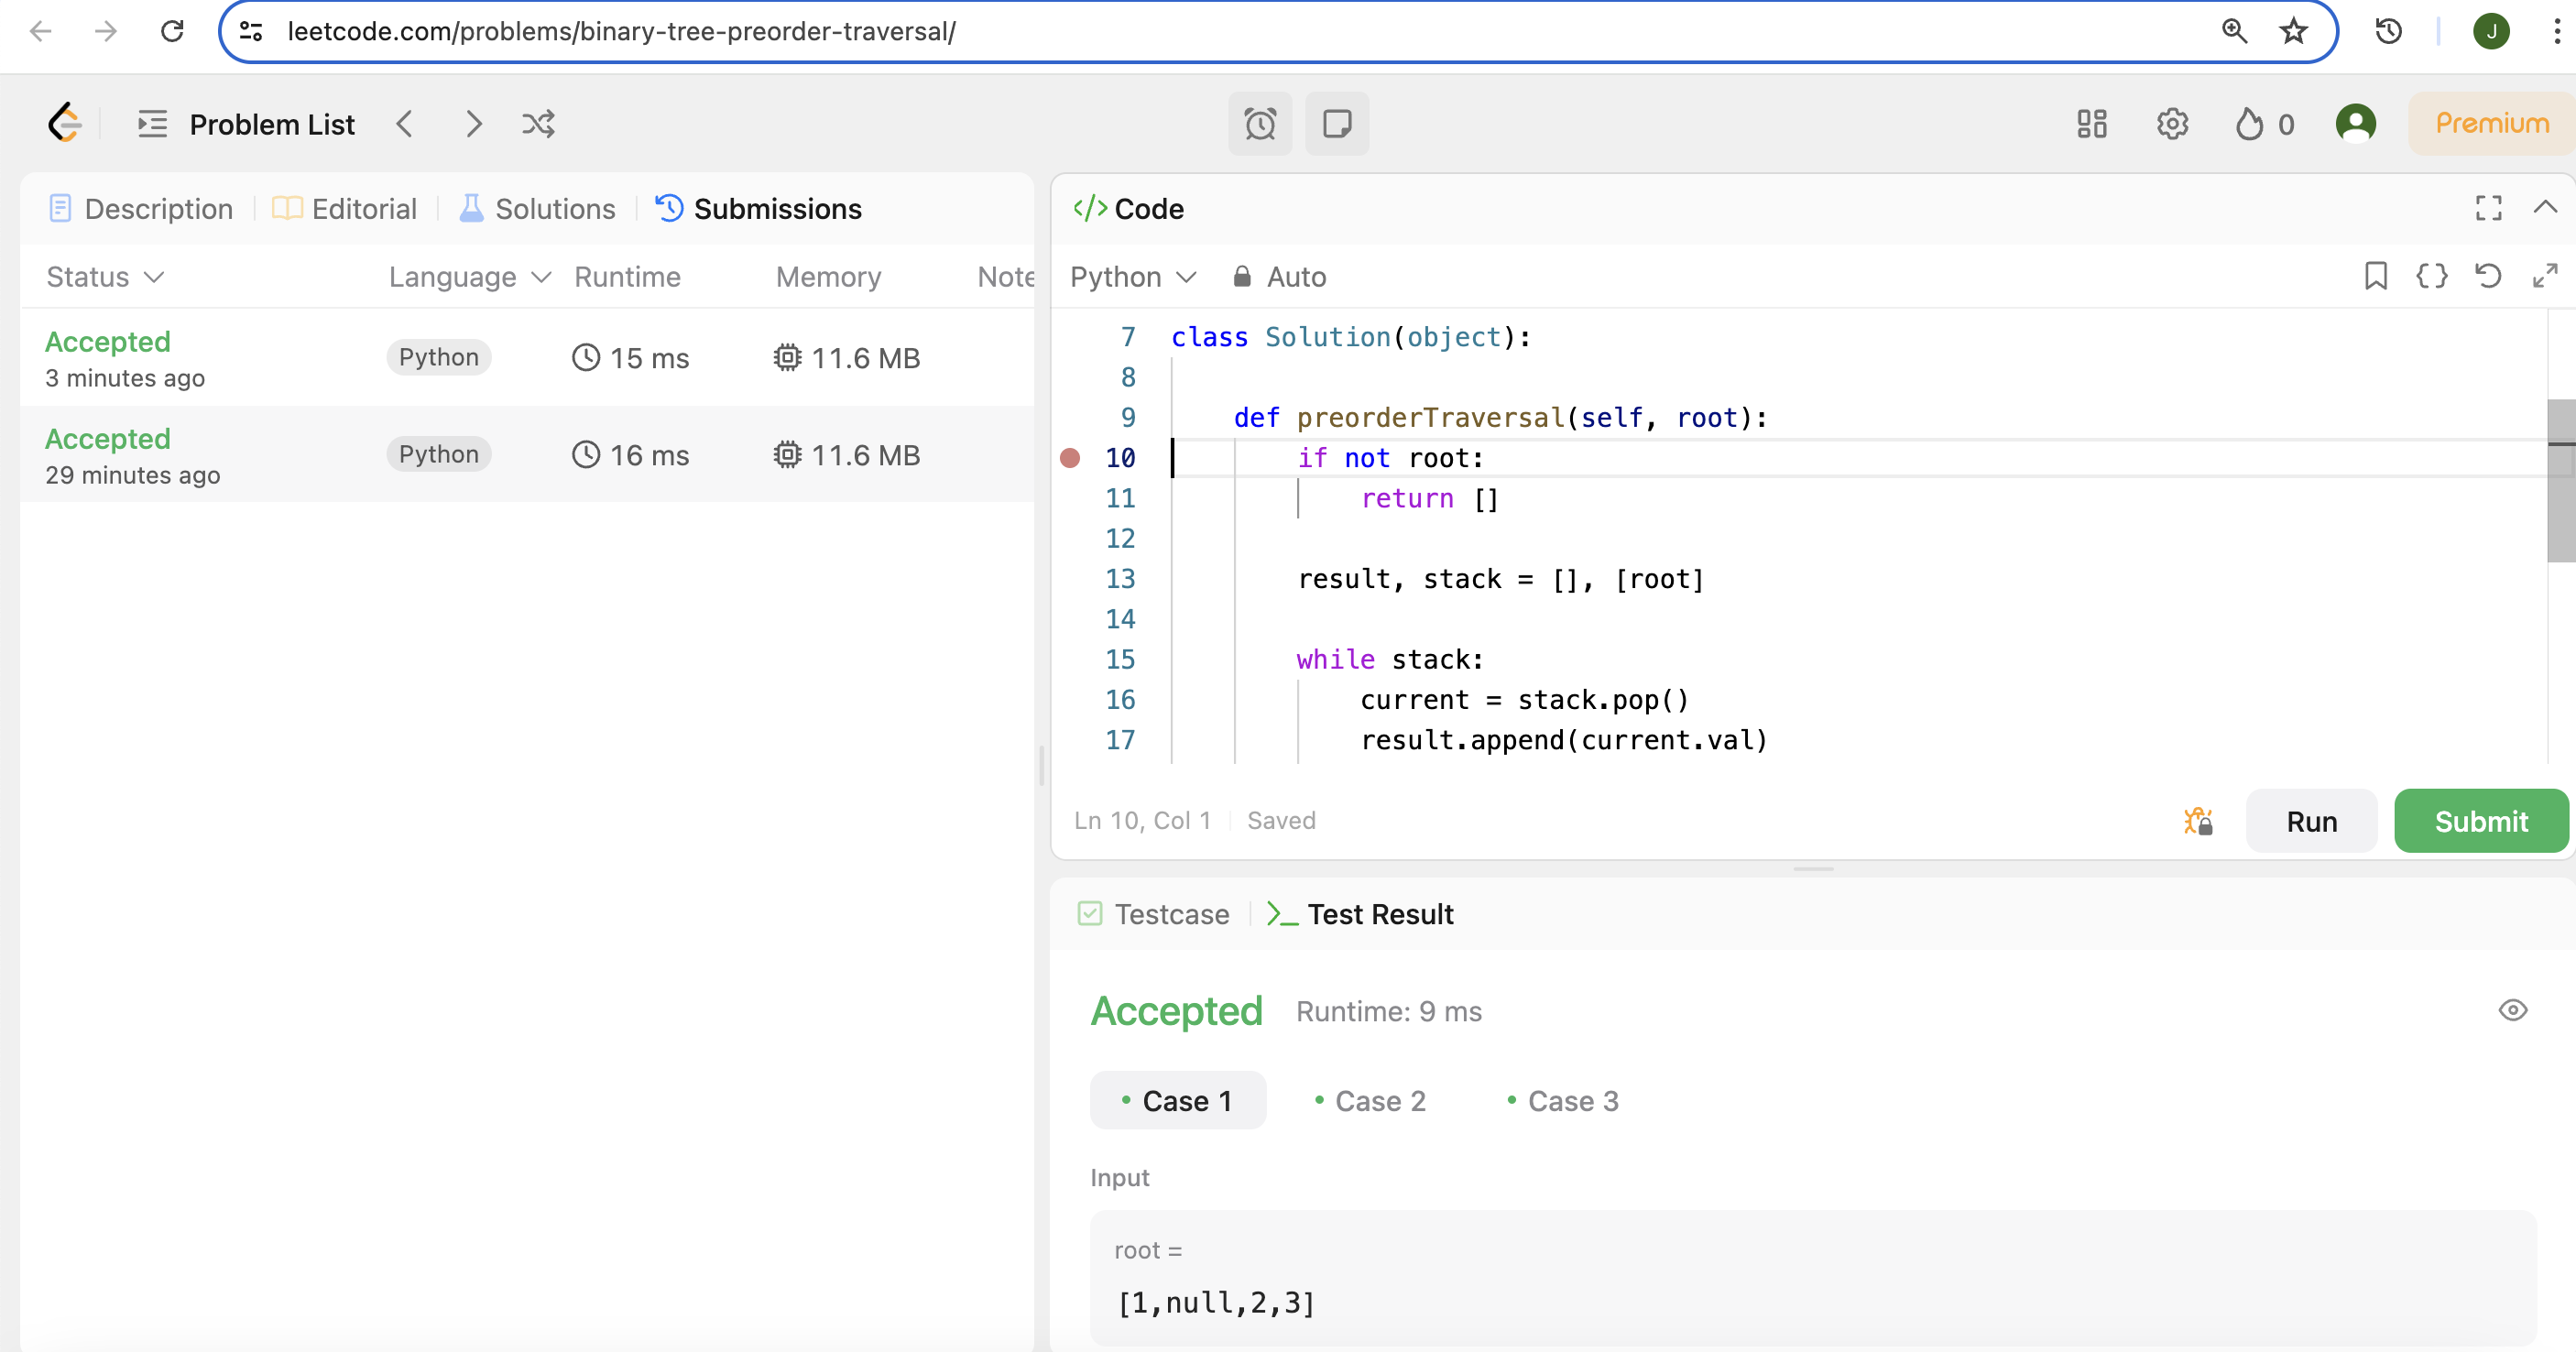 leetcode.com/problems/binary-tree-preorder-traversal/
J
Problem List
0
Premium
Description
Editorial
Solutions
Submissions
Status
Language
Runtime
Memory
Note
Accepted
3 minutes ago
Python
15 ms
11.6 MB
Accepted
29 minutes ago
Python
16 ms
11.6 MB
</> Code
Python
Auto
7 class Solution(object):
8
9 def preorderTraversal(self, root):
10 if not root:
11 return []
12
13 result, stack = [], [root]
14
15 while stack:
16 current = stack.pop()
17 result.append(current.val)
Ln 10, Col 1
Saved
Run
Submit
Testcase
Test Result
Accepted
Runtime: 9 ms
Case 1
Case 2
Case 3
Input
root =
[1,null,2,3]